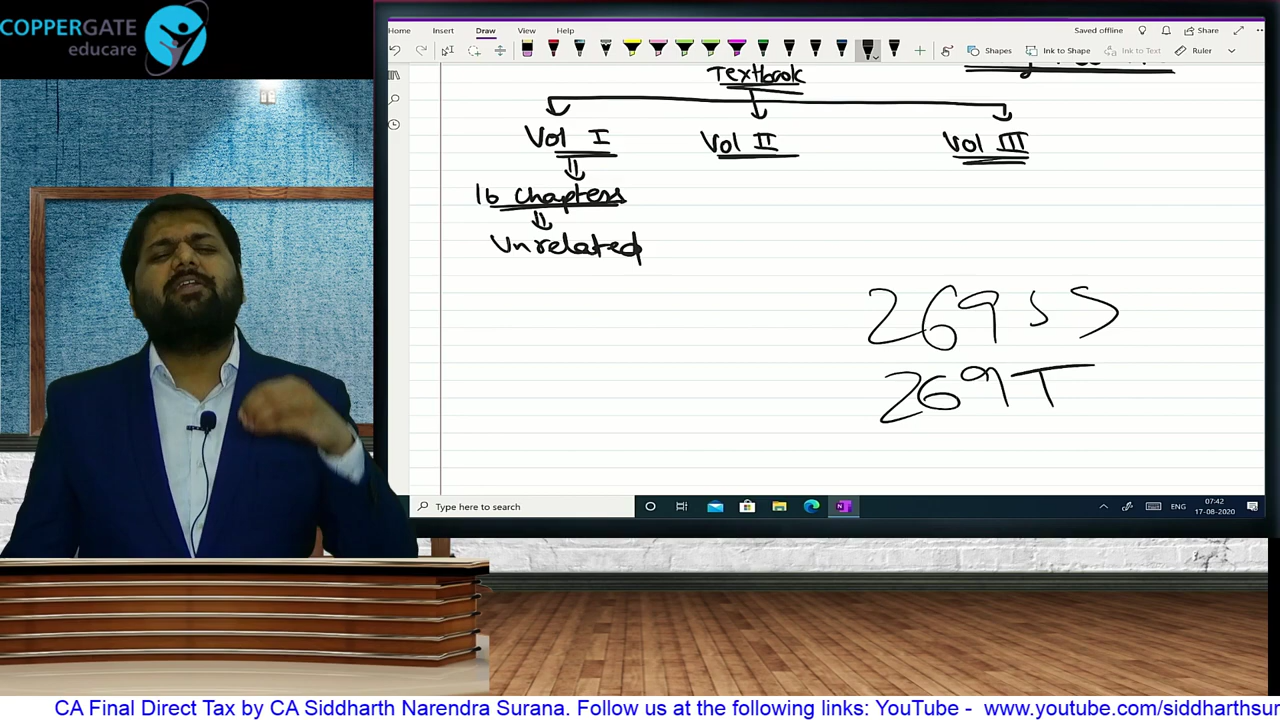 COPPERGATE
educare
Home Insert Draw View Help
Saved offline
Share
Shapes
Ink to Shape
Ink to Text
Ruler
Textbook
Vol I Vol II Vol III
16 Chapters
Unrelated
269SS
269T
Type here to search
ENG
07:42
17-08-2020
CA Final Direct Tax by CA Siddharth Narendra Surana. Follow us at the following links: YouTube - www.youtube.com/siddharthsur